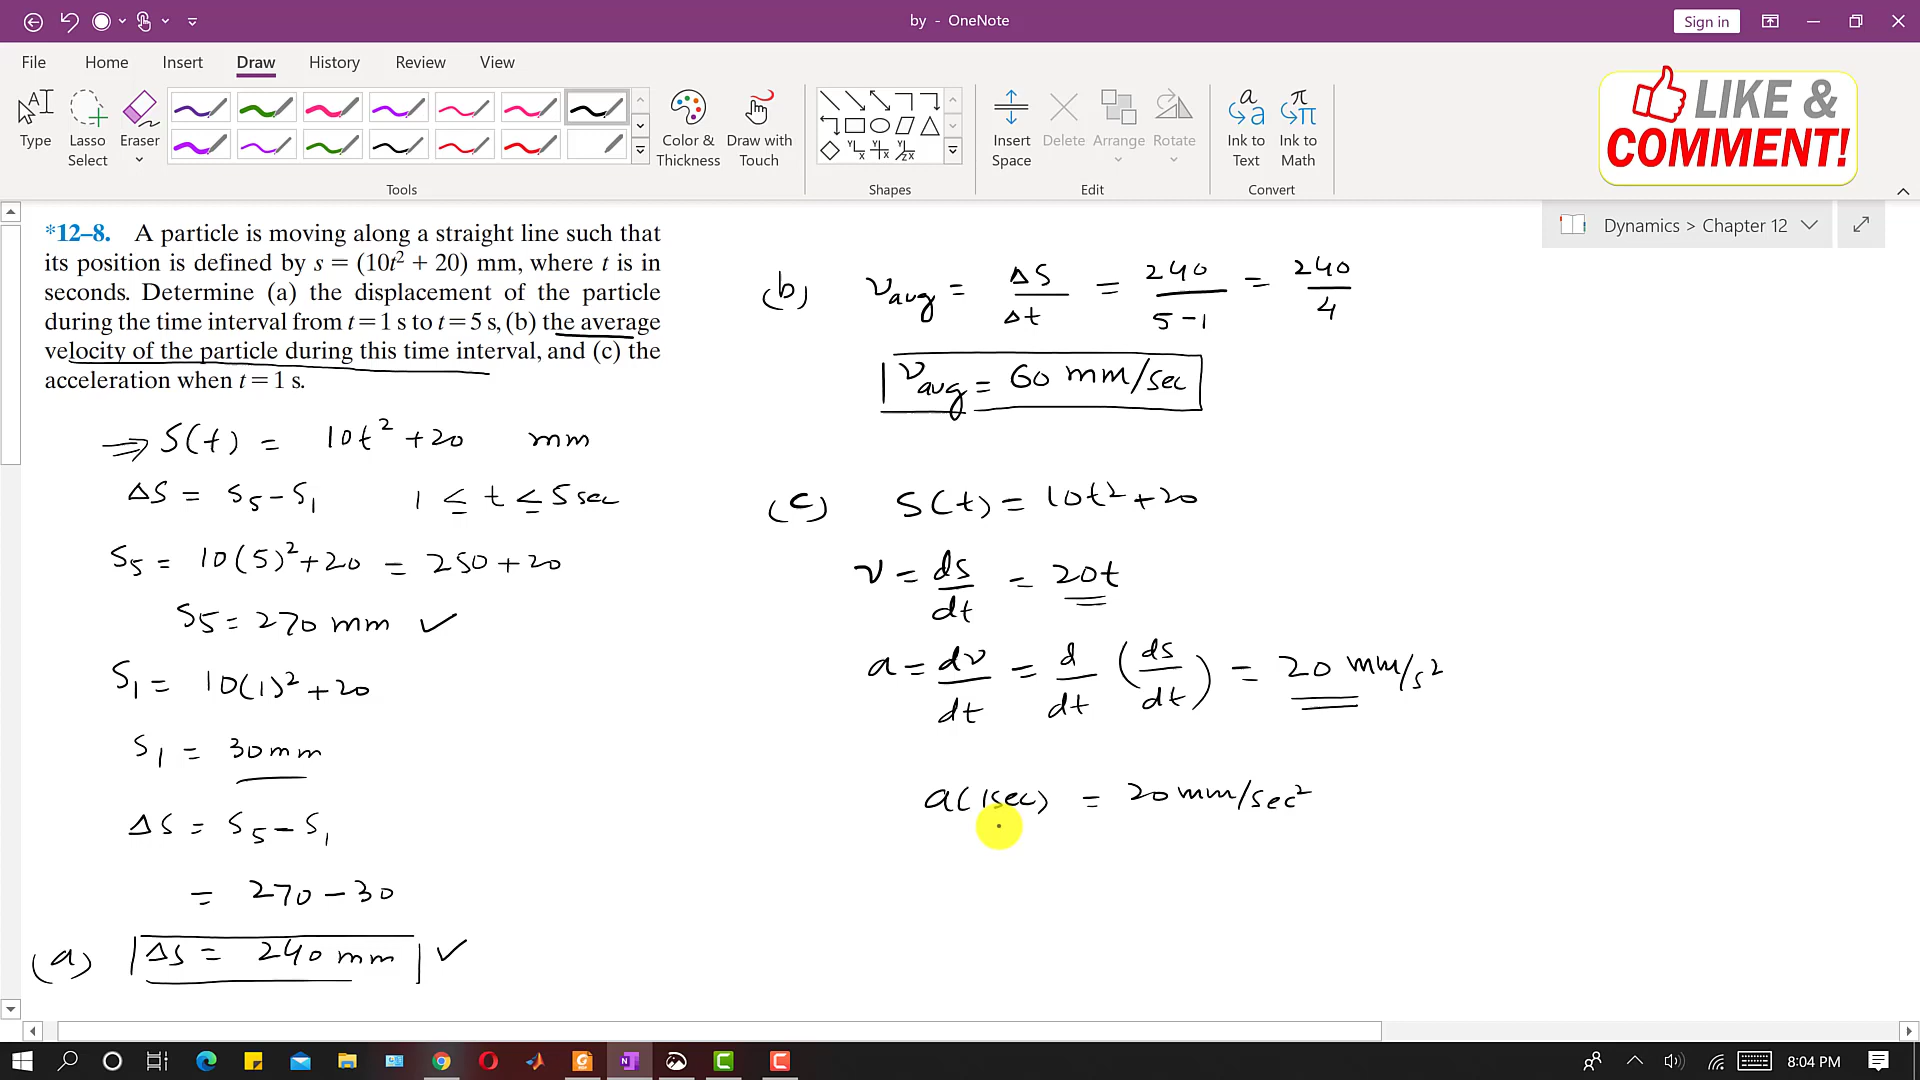 by - OneNote
Sign in
File Home Insert Draw History Review View
Type
Lasso Select
Eraser
Color & Thickness
Draw with Touch
Insert Space
Delete
Arrange
Rotate
Ink to Text
Ink to Math
Tools
Shapes
Edit
Convert
LIKE &
COMMENT!
Dynamics > Chapter 12
*12–8. A particle is moving along a straight line such that
its position is defined by s = (10t² + 20) mm, where t is in
seconds. Determine (a) the displacement of the particle
during the time interval from t = 1 s to t = 5 s, (b) the average
velocity of the particle during this time interval, and (c) the
acceleration when t = 1 s.
⇒ S(t) = 10t² + 20 mm
ΔS = S₅ - S₁ 1 ≤ t ≤ 5 sec
S₅ = 10(5)² + 20 = 250 + 20
S₅ = 270 mm ✓
S₁ = 10(1)² + 20
S₁ = 30 mm
ΔS = S₅ - S₁
= 270 - 30
(a) ΔS = 240 mm ✓
(b) v_avg = ΔS/Δt = 240/(5-1) = 240/4
v_avg = 60 mm/sec
(c) S(t) = 10t² + 20
v = ds/dt = 20t
a = dv/dt = d/dt (ds/dt) = 20 mm/s²
a(1sec) = 20 mm/sec²
8:04 PM